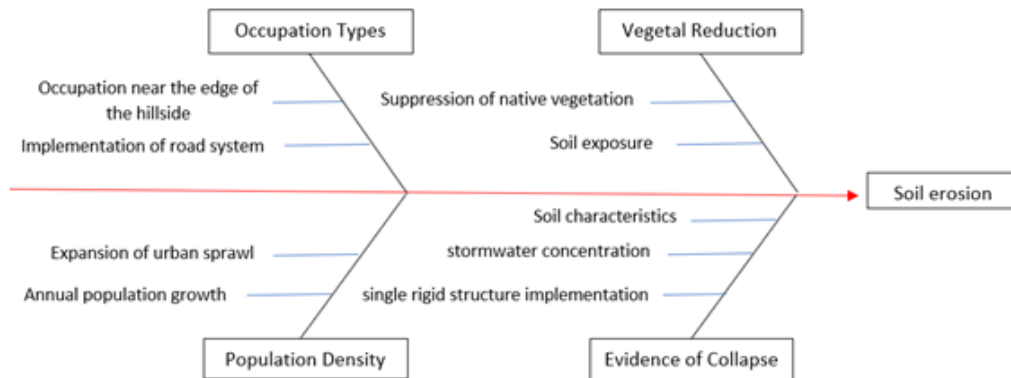 Occupation Types
Vegetal Reduction
Occupation near the edge of
the hillside
Suppression of native vegetation
Implementation of road system
Soil exposure
Soil erosion
Soil characteristics
Expansion of urban sprawl
stormwater concentration
Annual population growth
single rigid structure implementation
Population Density
Evidence of Collapse